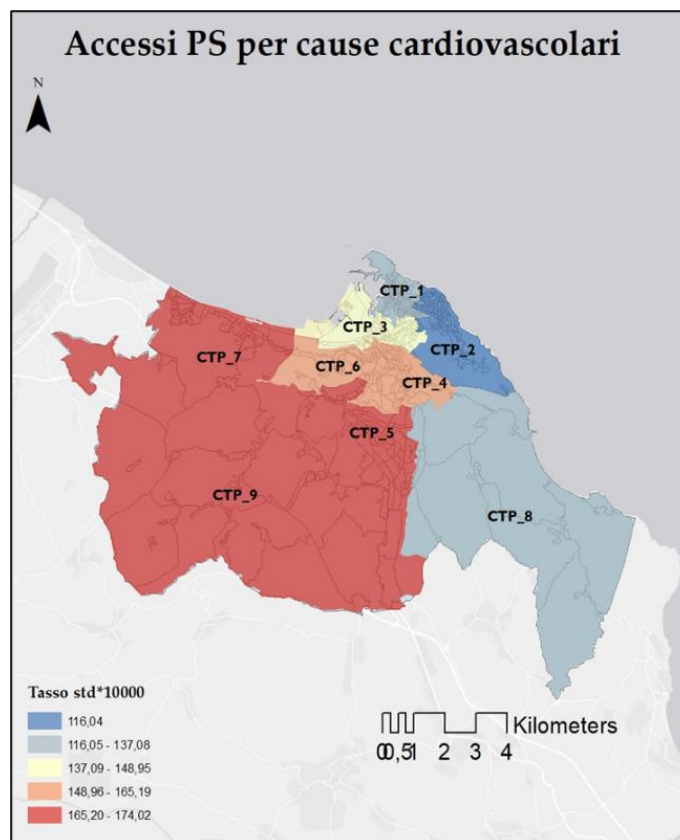 Accessi PS per cause cardiovascolari
N
CTP_1
CTP_3
CTP_2
CTP_7
CTP_6
CTP_4
CTP_5
CTP_9
CTP_8
Tasso std*10000
116,04
116,05 - 137,08
137,09 - 148,95
148,96 - 165,19
165,20 - 174,02
Kilometers
0 0,5 1 2 3 4